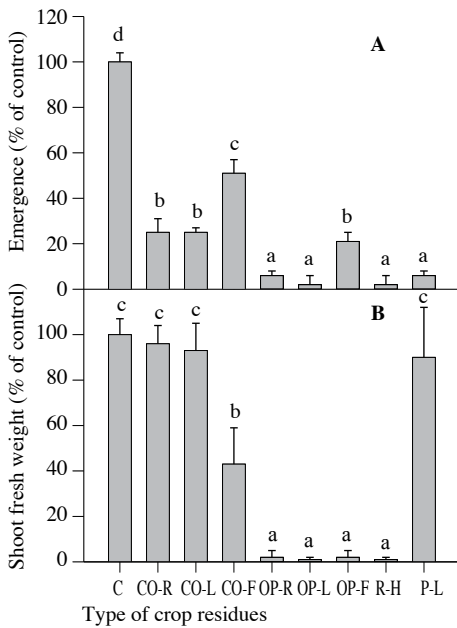 A
Emergence (% of control)
120
100
80
60
40
20
0
d
b
b
c
a
a
b
a
a
B
Shoot fresh weight (% of control)
100
80
60
40
20
0
c
c
c
b
a
a
a
a
c
C CO-R CO-L CO-F OP-R OP-L OP-F R-H P-L
Type of crop residues